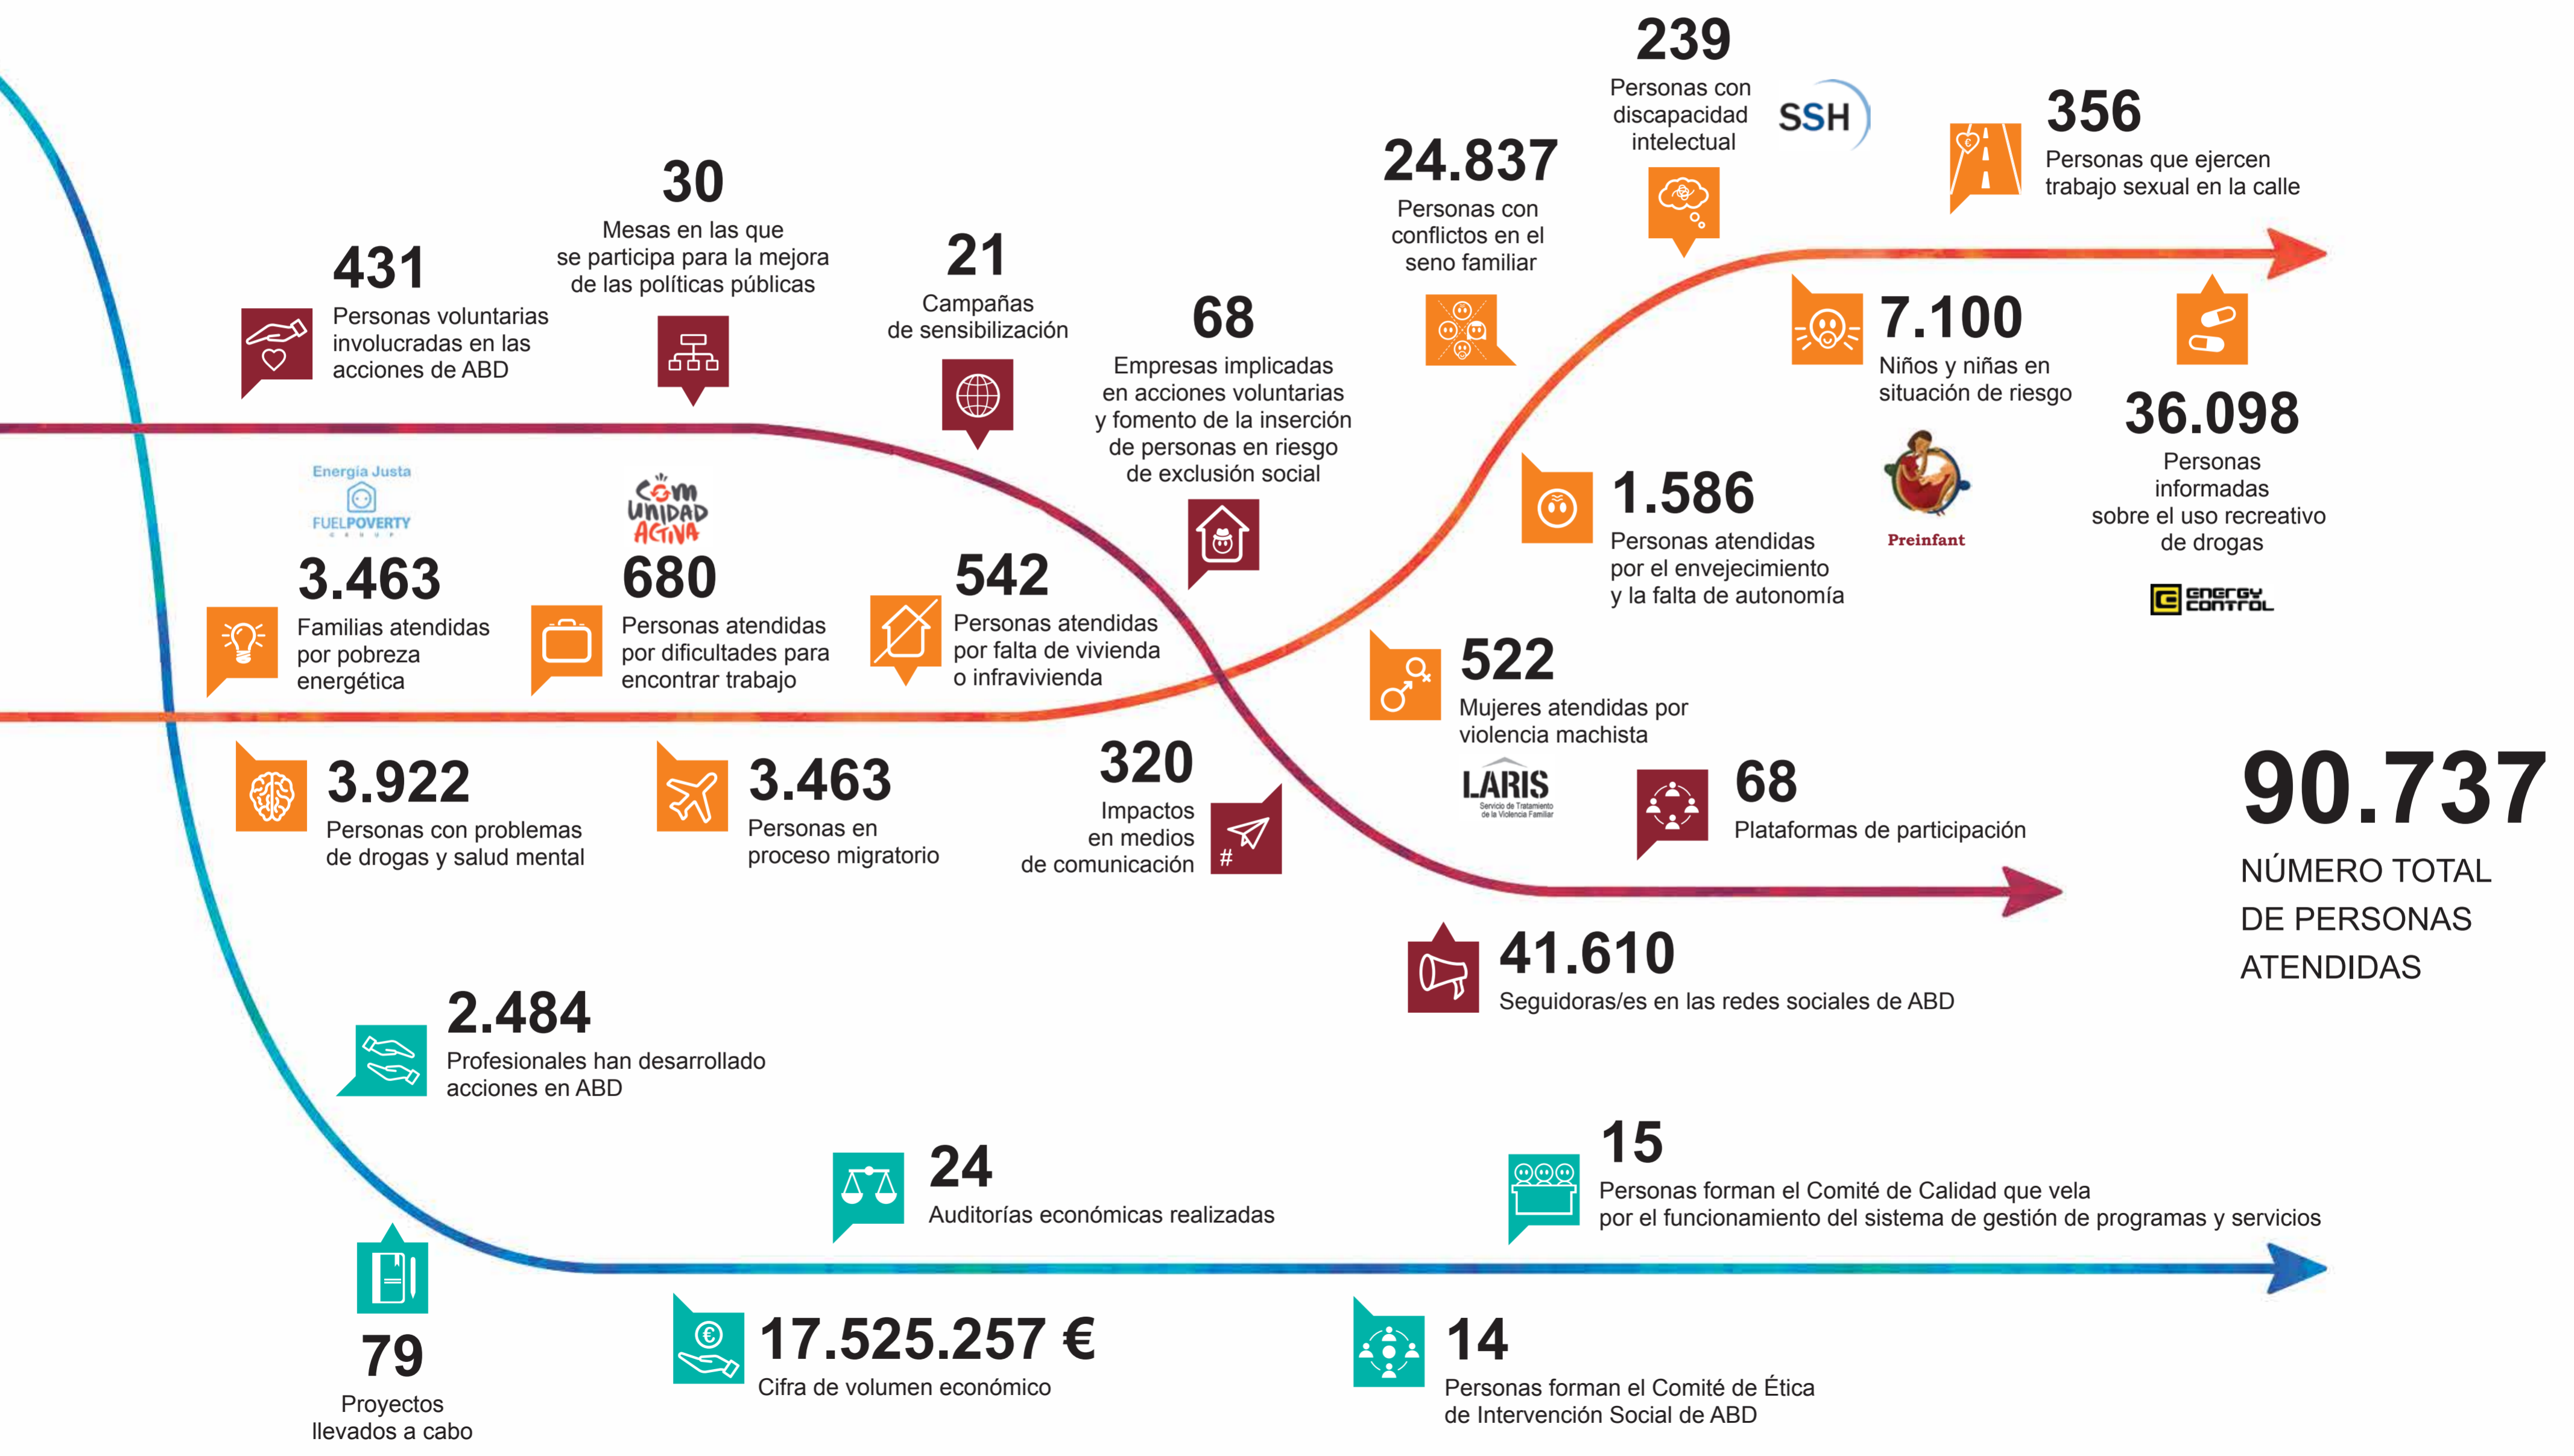 239
Personas con
discapacidad
intelectual
SSH
356
Personas que ejercen
trabajo sexual en la calle
24.837
Personas con
conflictos en el
seno familiar
30
Mesas en las que
se participa para la mejora
de las políticas públicas
431
Personas voluntarias
involucradas en las
acciones de ABD
21
Campañas
de sensibilización
68
Empresas implicadas
en acciones voluntarias
y fomento de la inserción
de personas en riesgo
de exclusión social
7.100
Niños y niñas en
situación de riesgo
Preinfant
36.098
Personas
informadas
sobre el uso recreativo
de drogas
ENERGY
CONTROL
Energía Justa
FUELPOVERTY
GROUP
3.463
Familias atendidas
por pobreza
energética
COM
UNIDAD
ACTIVA
680
Personas atendidas
por dificultades para
encontrar trabajo
542
Personas atendidas
por falta de vivienda
o infravivienda
1.586
Personas atendidas
por el envejecimiento
y la falta de autonomía
522
Mujeres atendidas por
violencia machista
LARIS
Servicio de Tratamiento
de la Violencia Familiar
3.922
Personas con problemas
de drogas y salud mental
3.463
Personas en
proceso migratorio
320
Impactos
en medios
de comunicación
#
68
Plataformas de participación
90.737
NÚMERO TOTAL
DE PERSONAS
ATENDIDAS
41.610
Seguidoras/es en las redes sociales de ABD
2.484
Profesionales han desarrollado
acciones en ABD
24
Auditorías económicas realizadas
15
Personas forman el Comité de Calidad que vela
por el funcionamiento del sistema de gestión de programas y servicios
79
Proyectos
llevados a cabo
€
17.525.257 €
Cifra de volumen económico
14
Personas forman el Comité de Ética
de Intervención Social de ABD